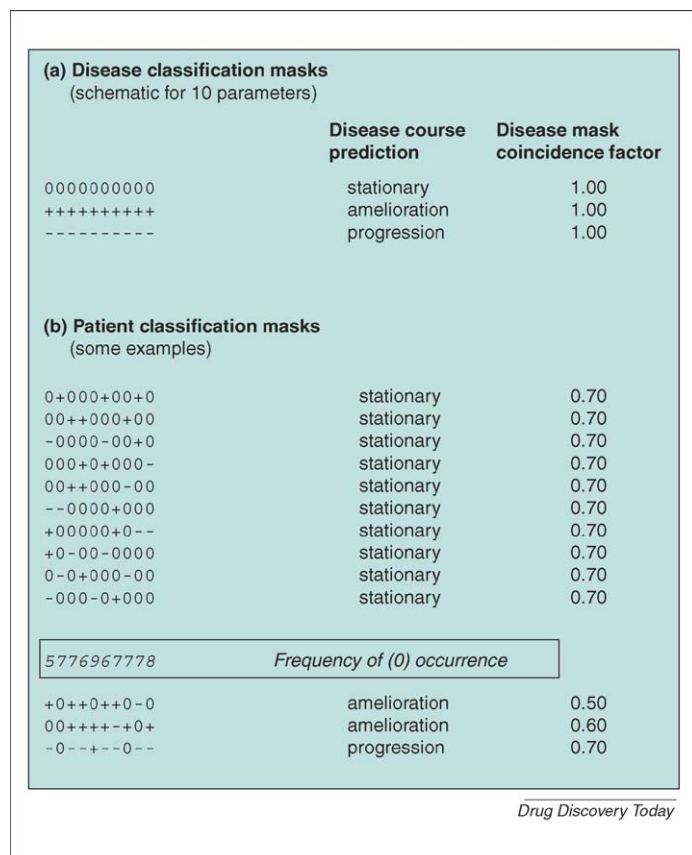 (a) Disease classification masks
(schematic for 10 parameters)
Disease course prediction
Disease mask coincidence factor
0000000000 stationary 1.00
++++++++++ amelioration 1.00
---------- progression 1.00
(b) Patient classification masks
(some examples)
0+000+00+0 stationary 0.70
00++000+00 stationary 0.70
-0000-00+0 stationary 0.70
000+0+000- stationary 0.70
00++000-00 stationary 0.70
--0000+000 stationary 0.70
+00000+0-- stationary 0.70
+0-00-0000 stationary 0.70
0-0+000-00 stationary 0.70
-000-0+000 stationary 0.70
5776967778 Frequency of (0) occurrence
+0++0++0-0 amelioration 0.50
00++++-+0+ amelioration 0.60
-0--+--0-- progression 0.70
Drug Discovery Today